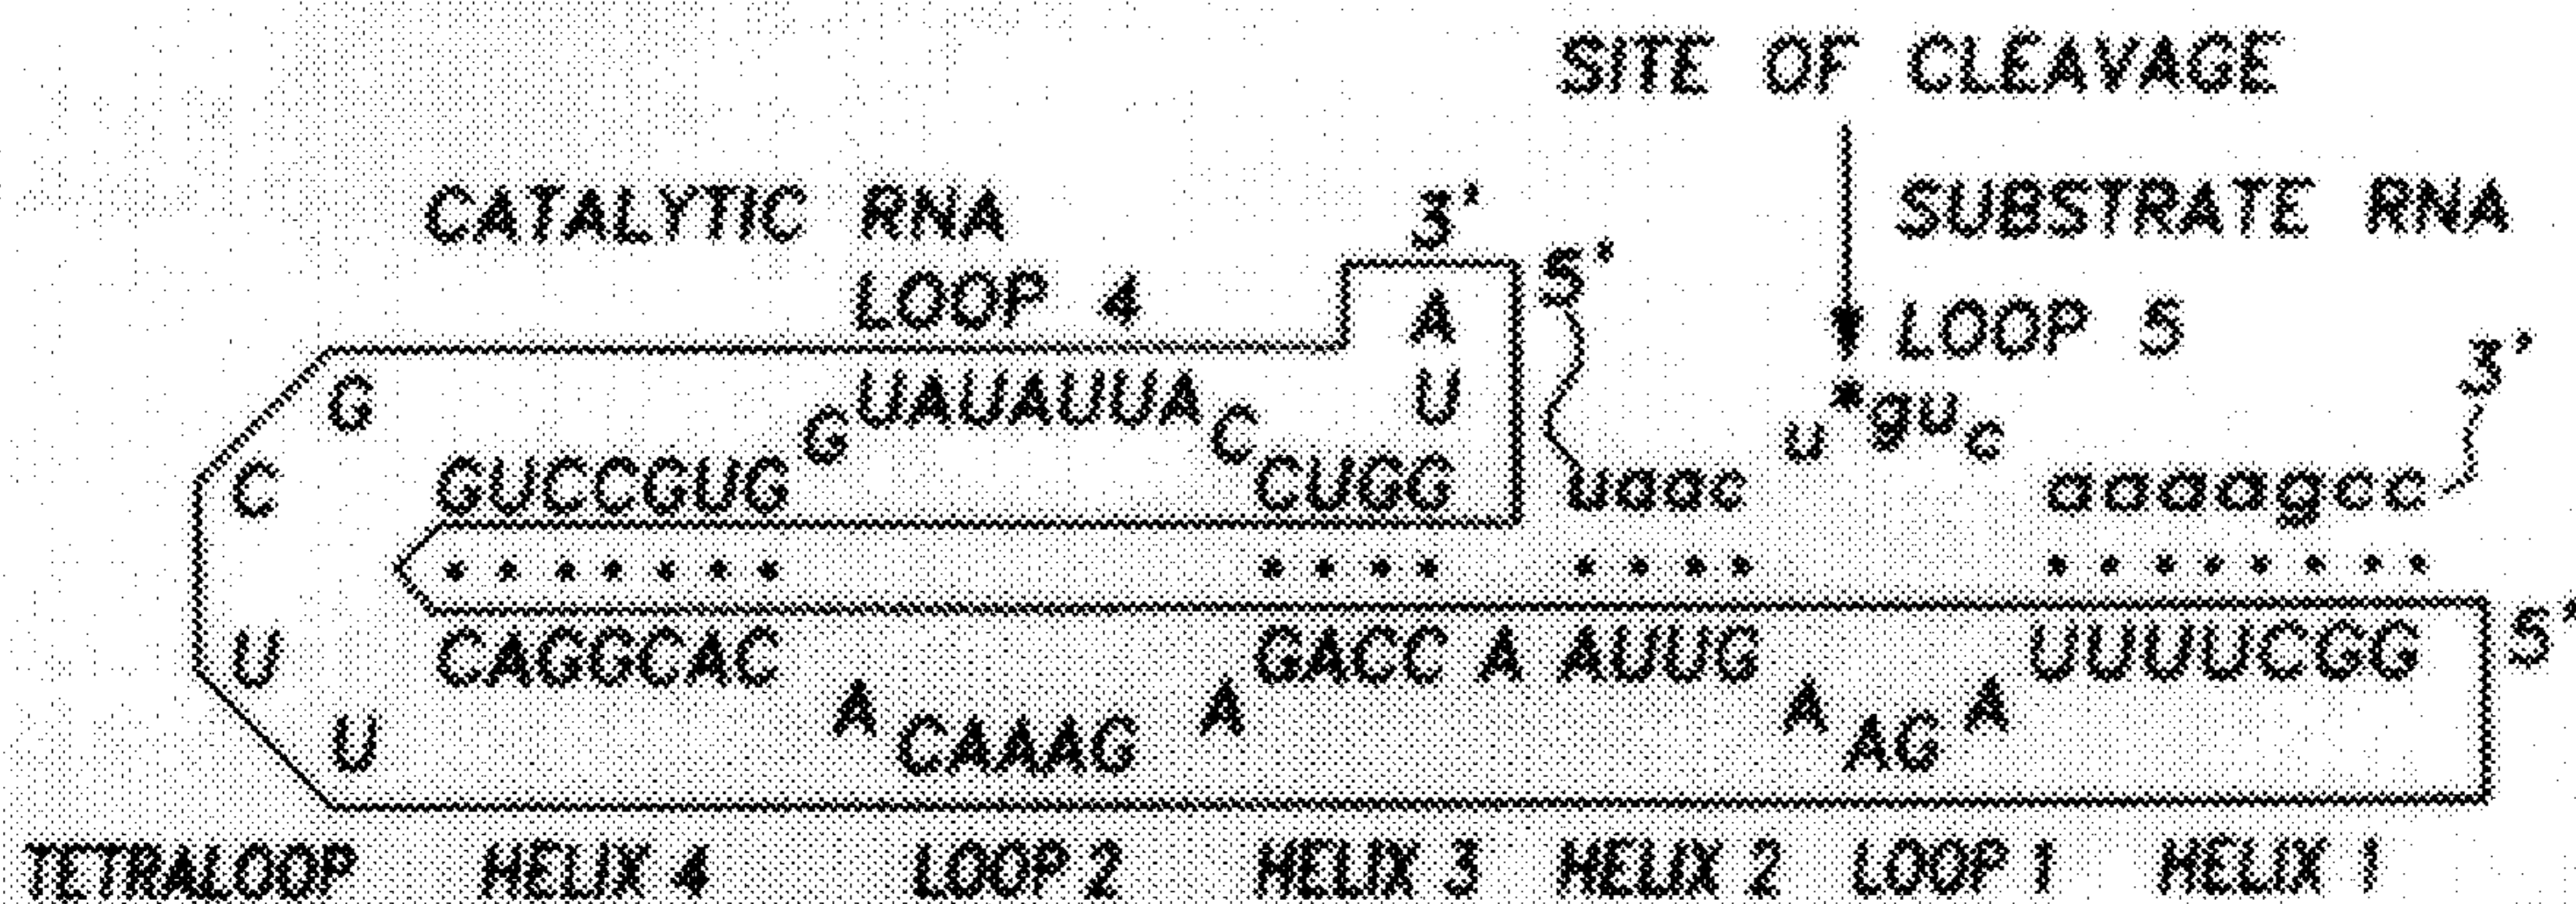 SITE OF CLEAVAGE
CATALYTIC RNA 3' SUBSTRATE RNA
LOOP 4 A 5' LOOP 5
G UAUAUUA U u * gu c 3'
C GUCCGUG G C CUGG uaac aaaagcc
U CAGGCAC GACC A AUUG UUUUCGG 5'
U A CAAAG A A AG A
TETRALOOP HELIX 4 LOOP 2 HELIX 3 HELIX 2 LOOP 1 HELIX 1